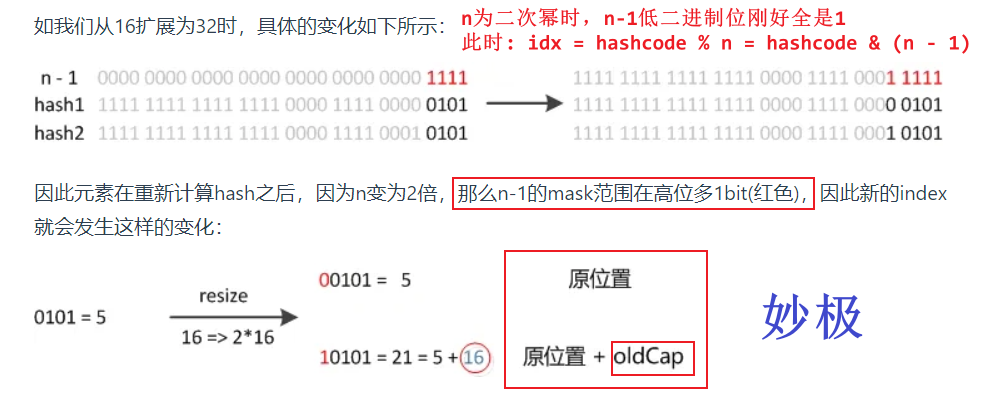 如我们从16扩展为32时，具体的变化如下所示：
n为二次幂时，n-1低二进制位刚好全是1
此时: idx = hashcode % n = hashcode & (n - 1)
n - 1 0000 0000 0000 0000 0000 0000 0000 1111 1111 1111 1111 1111 0000 1111 0001 1111
hash1 1111 1111 1111 1111 0000 1111 0000 0101 1111 1111 1111 1111 0000 1111 0000 0101
hash2 1111 1111 1111 1111 0000 1111 0001 0101 1111 1111 1111 1111 0000 1111 0001 0101
因此元素在重新计算hash之后，因为n变为2倍，那么n-1的mask范围在高位多1bit(红色)，因此新的index
就会发生这样的变化：
00101 = 5 原位置
resize
0101 = 5
16 => 2*16
10101 = 21 = 5 + 16 原位置 + oldCap
妙极